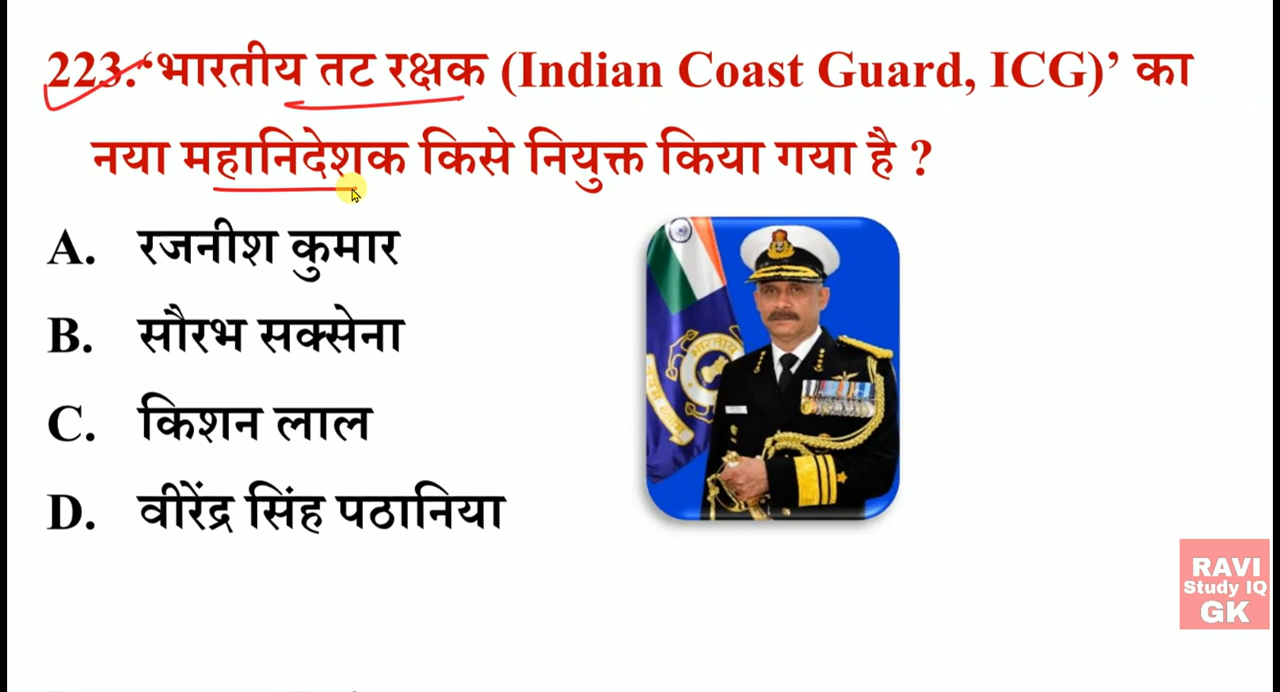 223.‘भारतीय तट रक्षक (Indian Coast Guard, ICG)’ का
नया महानिदेशक किसे नियुक्त किया गया है ?
A. रजनीश कुमार
B. सौरभ सक्सेना
C. किशन लाल
D. वीरेंद्र सिंह पठानिया
भारतीय
RAVI
Study IQ
GK